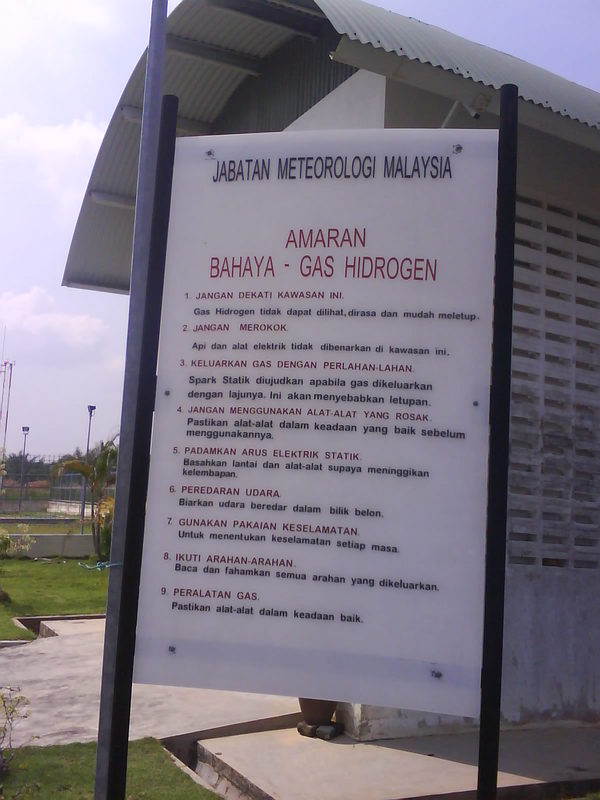 JABATAN METEOROLOGI MALAYSIA
AMARAN
BAHAYA - GAS HIDROGEN
1. JANGAN DEKATI KAWASAN INI.
Gas Hidrogen tidak dapat dilihat, dirasa dan mudah meletup.
2. JANGAN MEROKOK.
Api dan alat elektrik tidak dibenarkan di kawasan ini.
3. KELUARKAN GAS DENGAN PERLAHAN-LAHAN.
Spark Statik diujudkan apabila gas dikeluarkan
dengan lajunya. Ini akan menyebabkan letupan.
4. JANGAN MENGGUNAKAN ALAT-ALAT YANG ROSAK.
Pastikan alat-alat dalam keadaan yang baik sebelum
menggunakannya.
5. PADAMKAN ARUS ELEKTRIK STATIK.
Basahkan lantai dan alat-alat supaya meninggikan
kelembapan.
6. PEREDARAN UDARA.
Biarkan udara beredar dalam bilik belon.
7. GUNAKAN PAKAIAN KESELAMATAN.
Untuk menentukan keselamatan setiap masa.
8. IKUTI ARAHAN-ARAHAN.
Baca dan fahamkan semua arahan yang dikeluarkan.
9. PERALATAN GAS.
Pastikan alat-alat dalam keadaan baik.